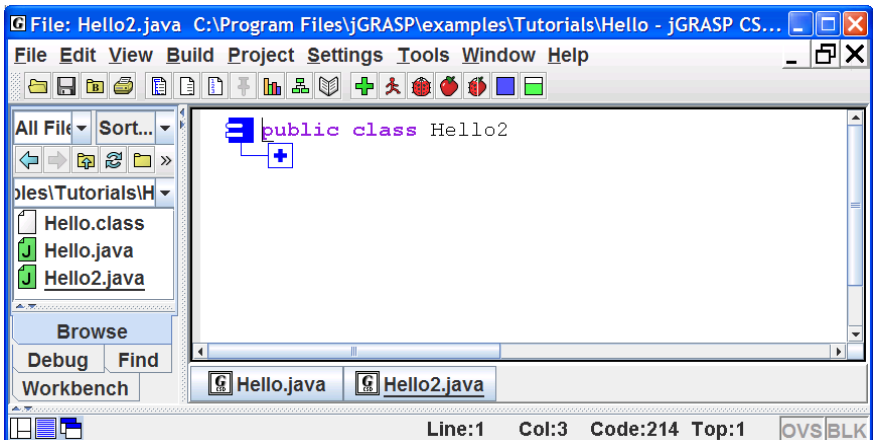 File: Hello2.java C:\Program Files\jGRASP\examples\Tutorials\Hello - jGRASP CS...
File Edit View Build Project Settings Tools Window Help
All File Sort...
public class Hello2
»
ples\Tutorials\H
Hello.class
Hello.java
Hello2.java
Browse
Debug Find
Workbench
Hello.java Hello2.java
Line:1 Col:3 Code:214 Top:1 OVS BLK